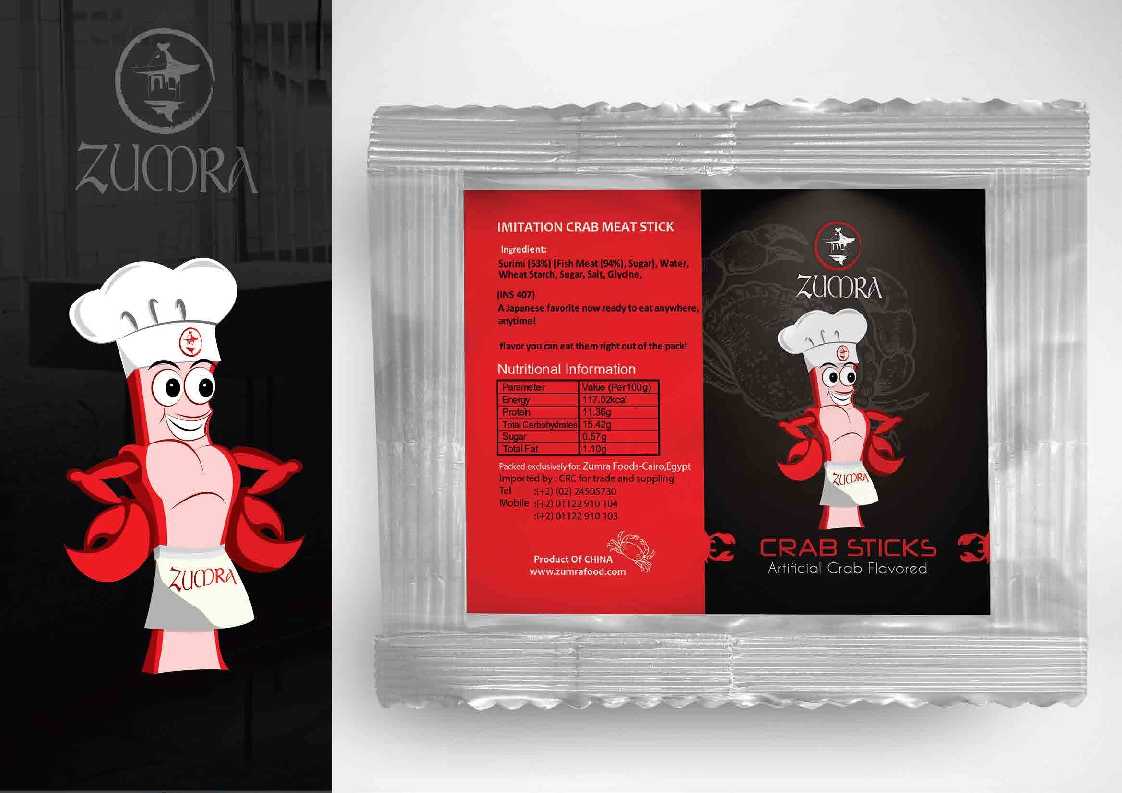 ZUMRA
ZUMRA
IMITATION CRAB MEAT STICK
Ingredient:
Surimi (53%) [Fish Meat (94%), Sugar), Water,
Wheat Starch, Sugar, Salt, Glycine,
(INS 407)
A Japanese favorite now ready to eat anywhere,
anytime!
flavor you can eat them right out of the pack!
Nutritional Information
Parameter Value (Per100g)
Energy 117.02kcal
Protein 11.36g
Total Carbohydrates 15.42g
Sugar 0.57g
Total Fat 1.10g
Packed exclusively for: Zumra Foods-Cairo,Egypt
Imported by : GRC for trade and suppling
Tel :(+2) (02) 24505730
Mobile :(+2) 01122 910 104
:(+2) 01122 910 103
Product Of CHINA
www.zumrafood.com
ZUMRA
ZUMRA
CRAB STICKS
Artificial Crab Flavored